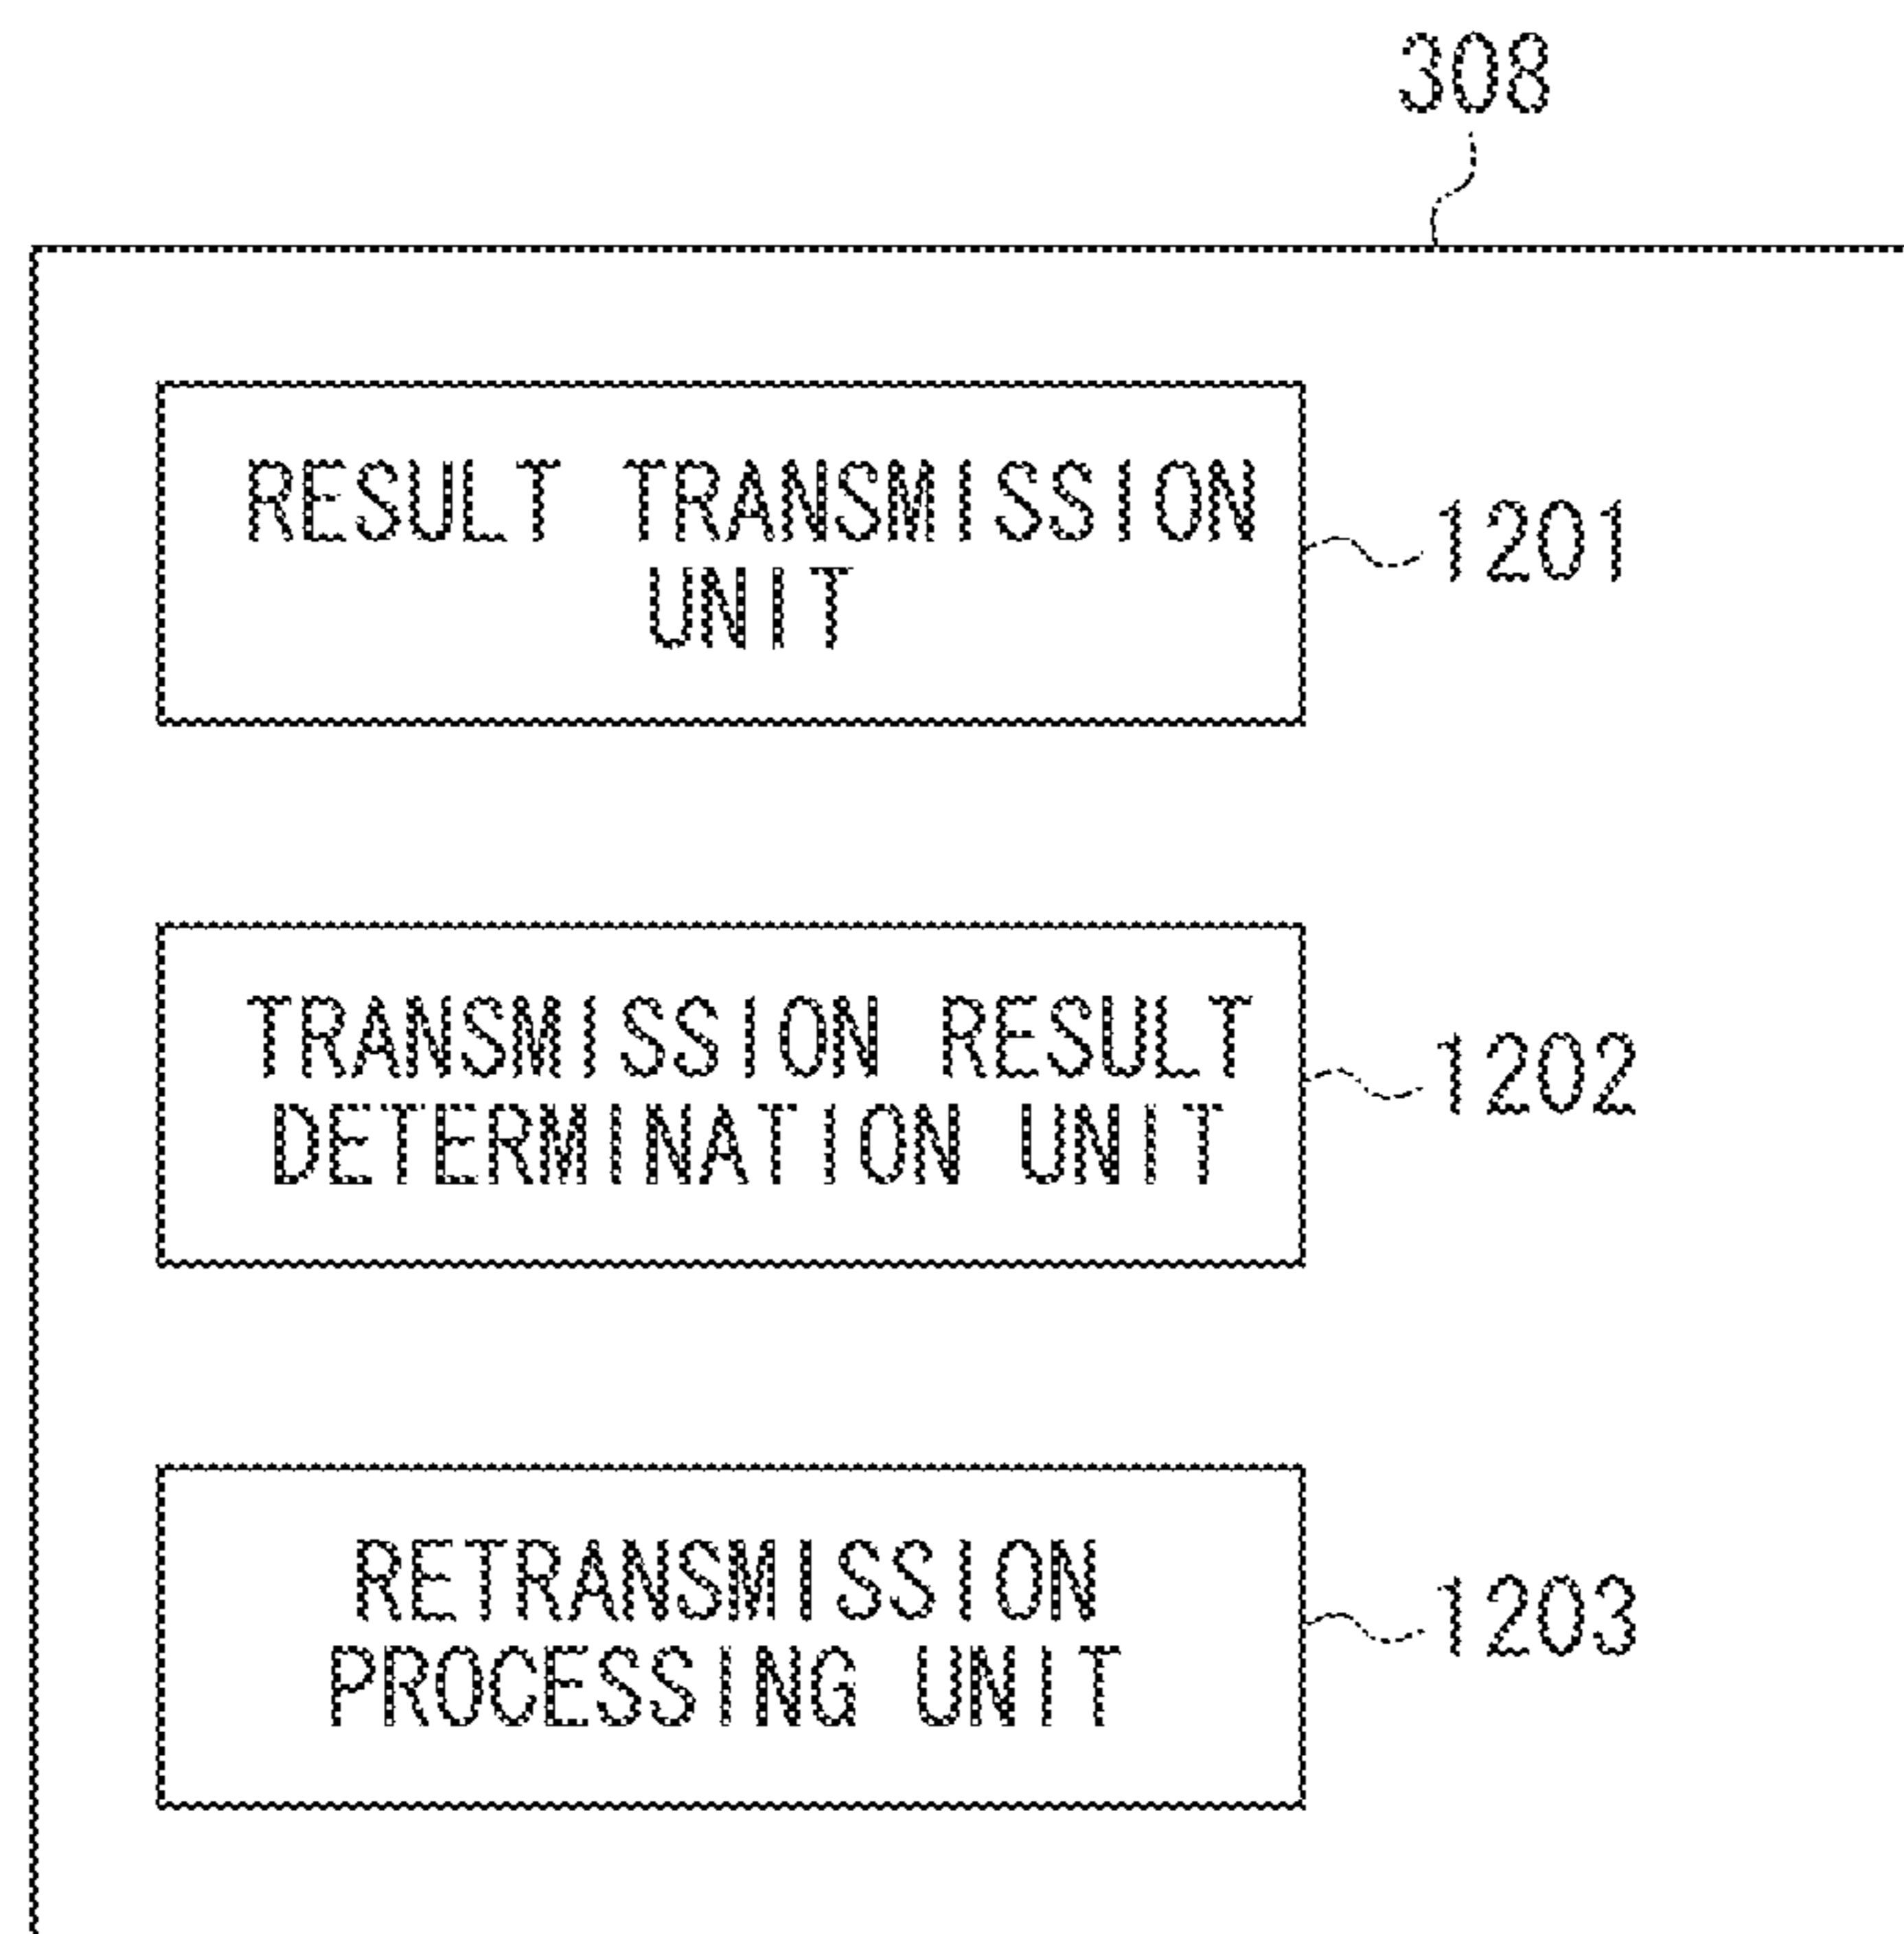 308
RESULT TRANSMISSION
UNIT
1201
TRANSMISSION RESULT
DETERMINATION UNIT
1202
RETRANSMISSION
PROCESSING UNIT
1203